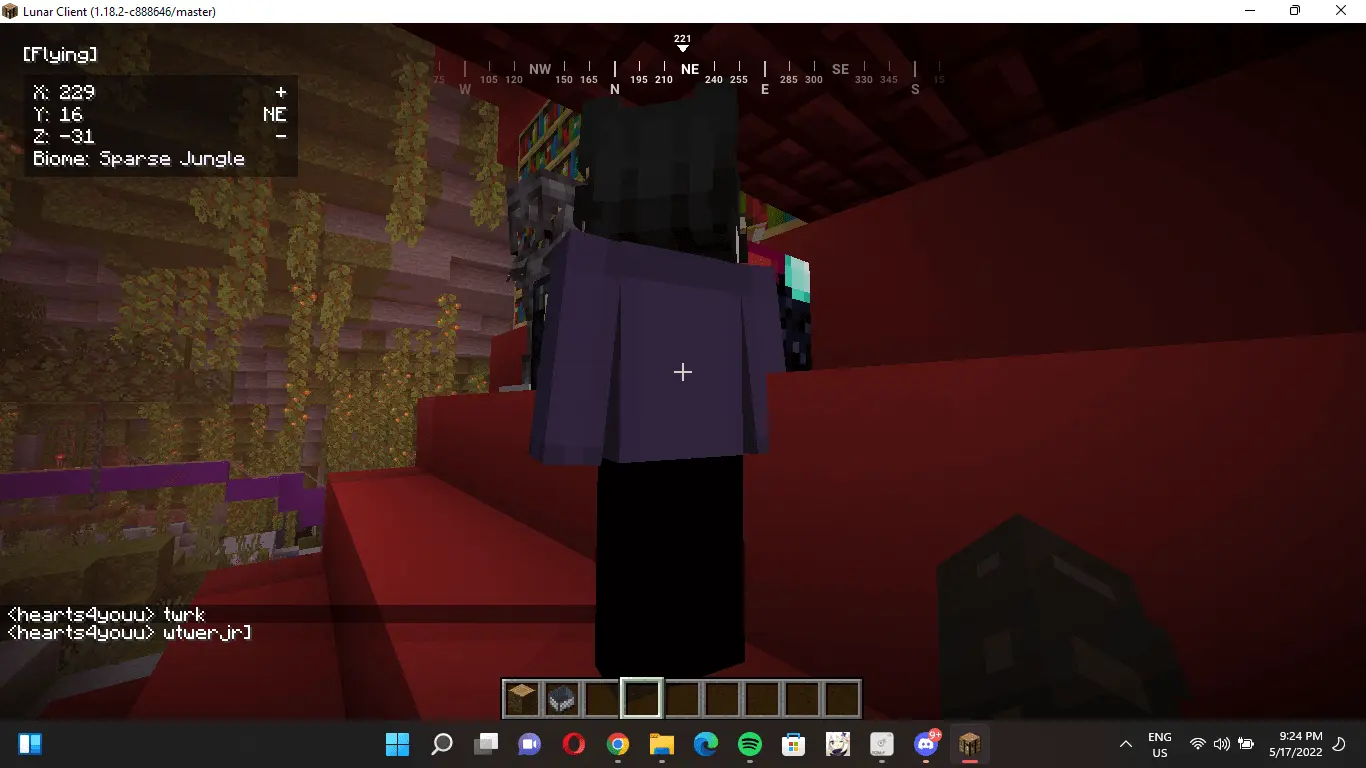 Lunar Client (1.18.2-c888646/master)
221
[Flying]
75 W 105 120 NW 150 165 N 195 210 NE 240 255 E 285 300 SE 330 345 S 15
X: 229 +
Y: 16 NE
Z: -31 -
Biome: Sparse Jungle
<hearts4youu> twrk
<hearts4youu> wtwer.jr]
9+
ENG
US
9:24 PM
5/17/2022